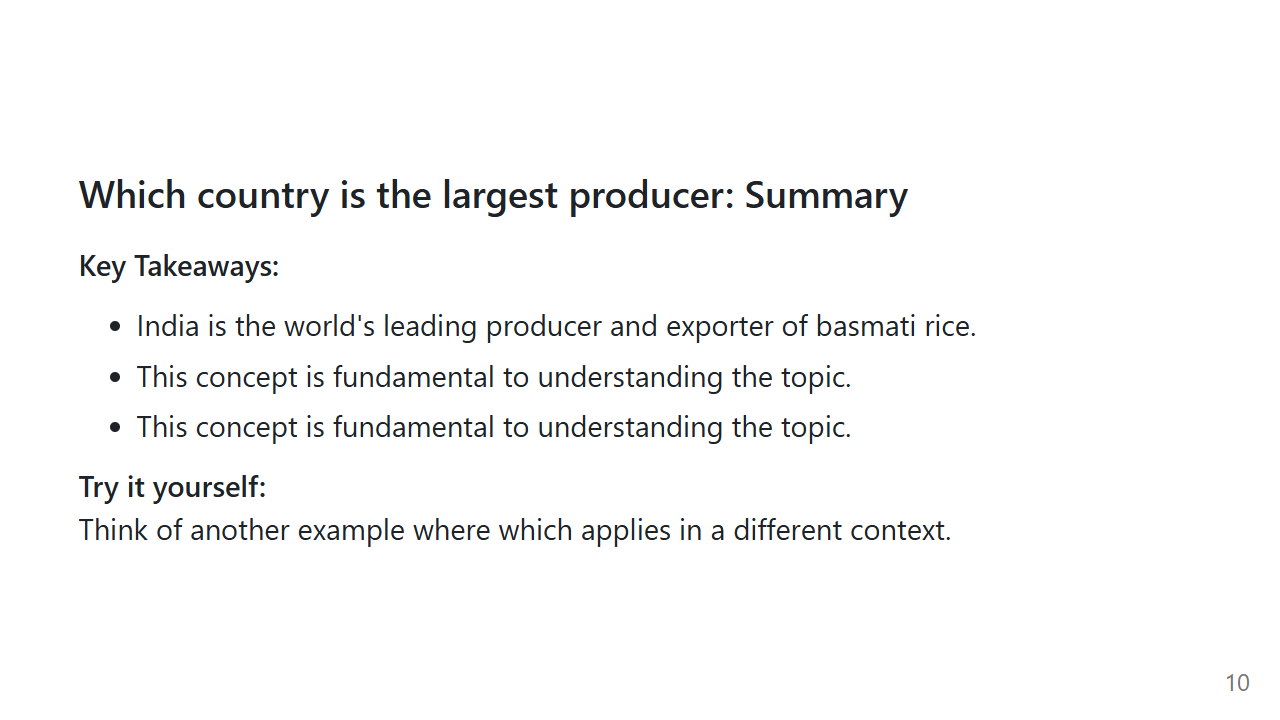 Which country is the largest producer: Summary
Key Takeaways:
• India is the world's leading producer and exporter of basmati rice.
• This concept is fundamental to understanding the topic.
• This concept is fundamental to understanding the topic.
Try it yourself:
Think of another example where which applies in a different context.
10